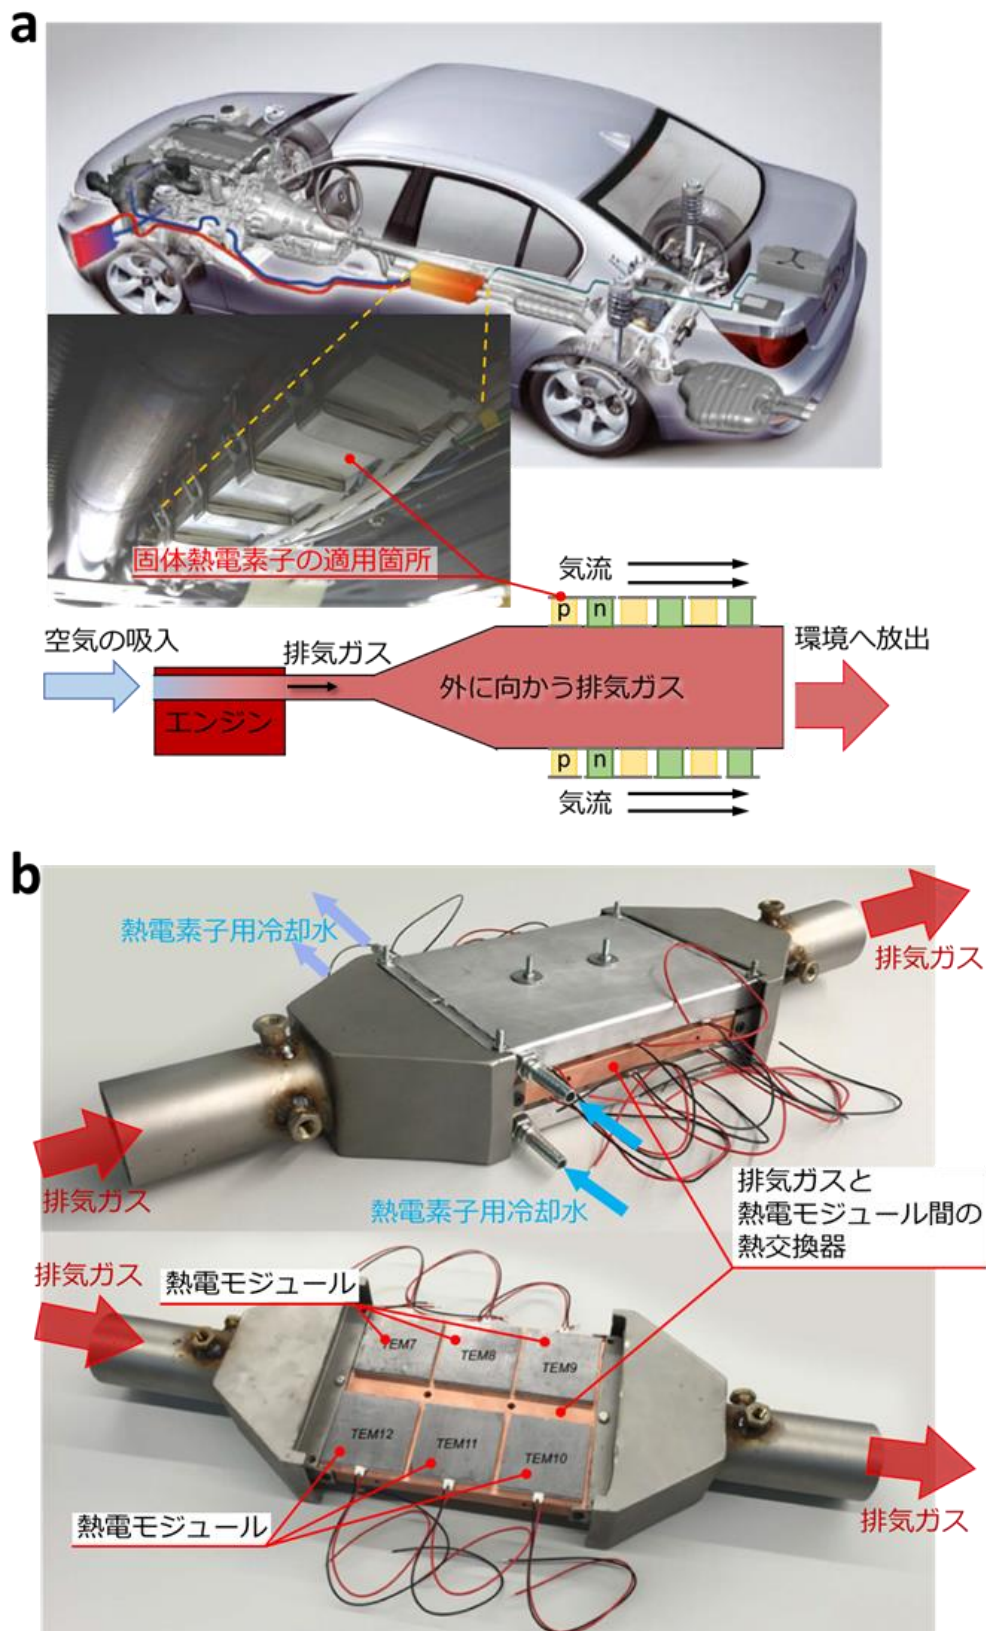 a
固体熱電素子の適用箇所
気流
p n
空気の吸入
排気ガス
環境へ放出
外に向かう排気ガス
エンジン
p n
気流
b
熱電素子用冷却水
排気ガス
排気ガス
熱電素子用冷却水
排気ガスと
熱電モジュール間の
熱交換器
排気ガス
熱電モジュール
TEM7
TEM8
TEM9
TEM12
TEM11
TEM10
熱電モジュール
排気ガス